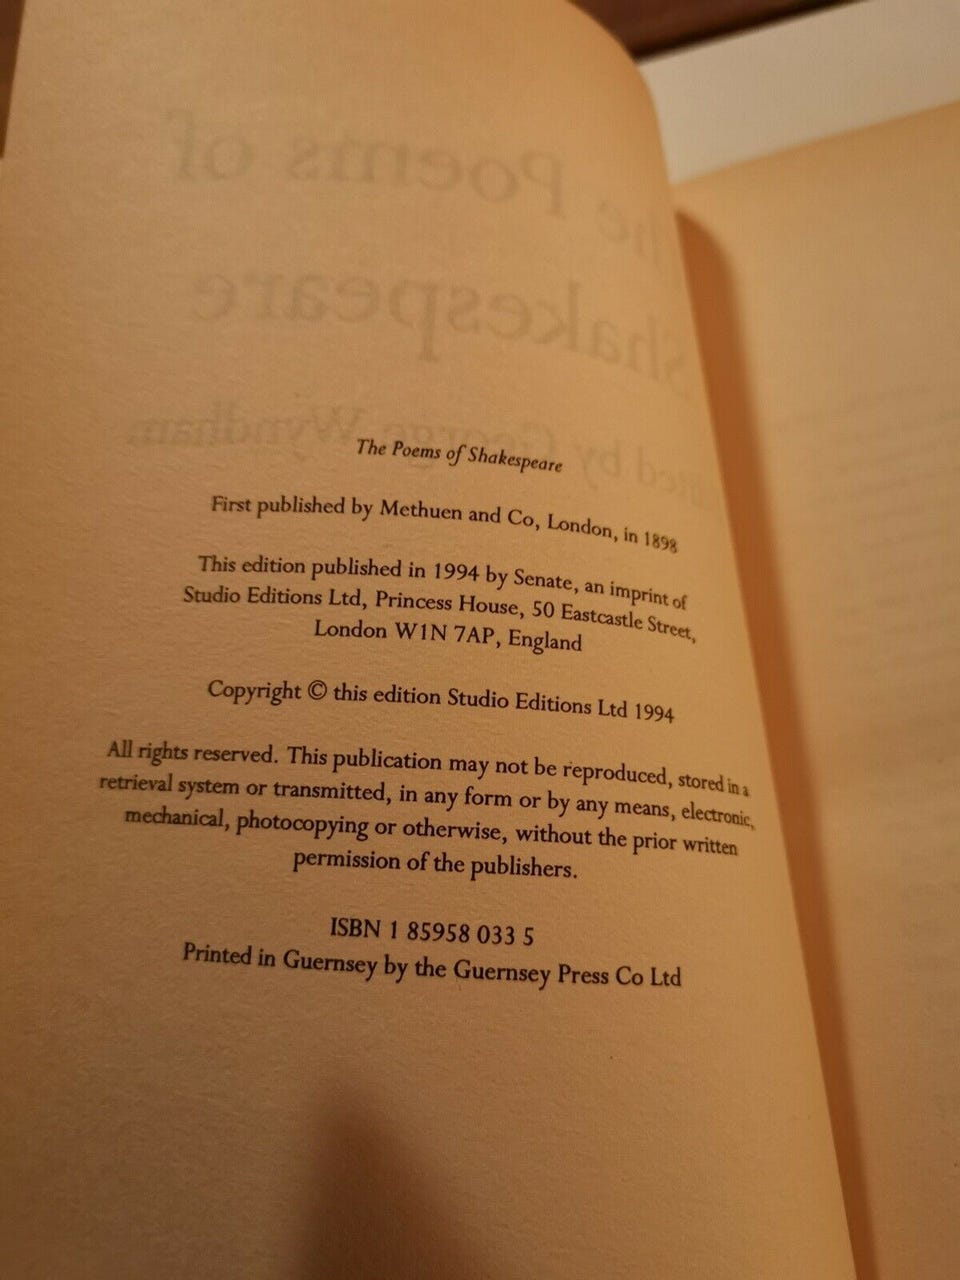 The Poems of Shakespeare
First published by Methuen and Co, London, in 1898
This edition published in 1994 by Senate, an imprint of
Studio Editions Ltd, Princess House, 50 Eastcastle Street,
London W1N 7AP, England
Copyright © this edition Studio Editions Ltd 1994
All rights reserved. This publication may not be reproduced, stored in a
retrieval system or transmitted, in any form or by any means, electronic,
mechanical, photocopying or otherwise, without the prior written
permission of the publishers.
ISBN 1 85958 033 5
Printed in Guernsey by the Guernsey Press Co Ltd